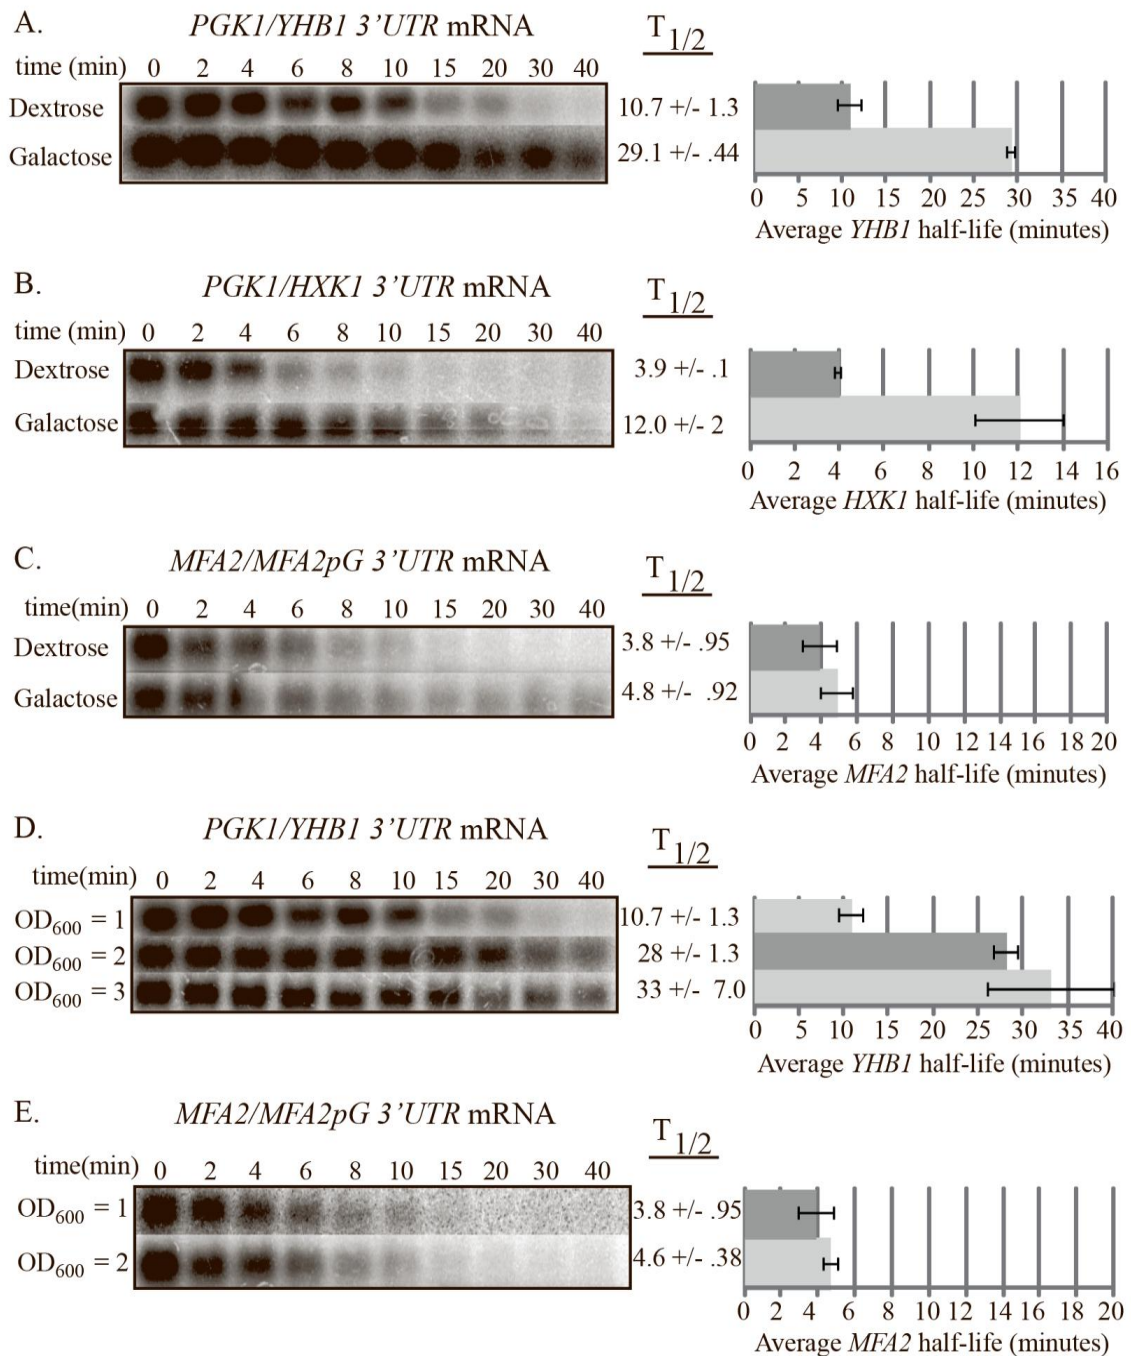 A.
PGK1/YHB1 3'UTR mRNA
T1/2
time (min) 0 2 4 6 8 10 15 20 30 40
Dextrose
10.7 +/- 1.3
Galactose
29.1 +/- .44
0 5 10 15 20 25 30 35 40
Average YHB1 half-life (minutes)
B.
PGK1/HXK1 3'UTR mRNA
T1/2
time (min) 0 2 4 6 8 10 15 20 30 40
Dextrose
3.9 +/- .1
Galactose
12.0 +/- 2
0 2 4 6 8 10 12 14 16
Average HXK1 half-life (minutes)
C.
MFA2/MFA2pG 3'UTR mRNA
T1/2
time(min) 0 2 4 6 8 10 15 20 30 40
Dextrose
3.8 +/- .95
Galactose
4.8 +/- .92
0 2 4 6 8 10 12 14 16 18 20
Average MFA2 half-life (minutes)
D.
PGK1/YHB1 3'UTR mRNA
T1/2
time(min) 0 2 4 6 8 10 15 20 30 40
OD600 = 1
10.7 +/- 1.3
OD600 = 2
28 +/- 1.3
OD600 = 3
33 +/- 7.0
0 5 10 15 20 25 30 35 40
Average YHB1 half-life (minutes)
E.
MFA2/MFA2pG 3'UTR mRNA
T1/2
time(min) 0 2 4 6 8 10 15 20 30 40
OD600 = 1
3.8 +/- .95
OD600 = 2
4.6 +/- .38
0 2 4 6 8 10 12 14 16 18 20
Average MFA2 half-life (minutes)